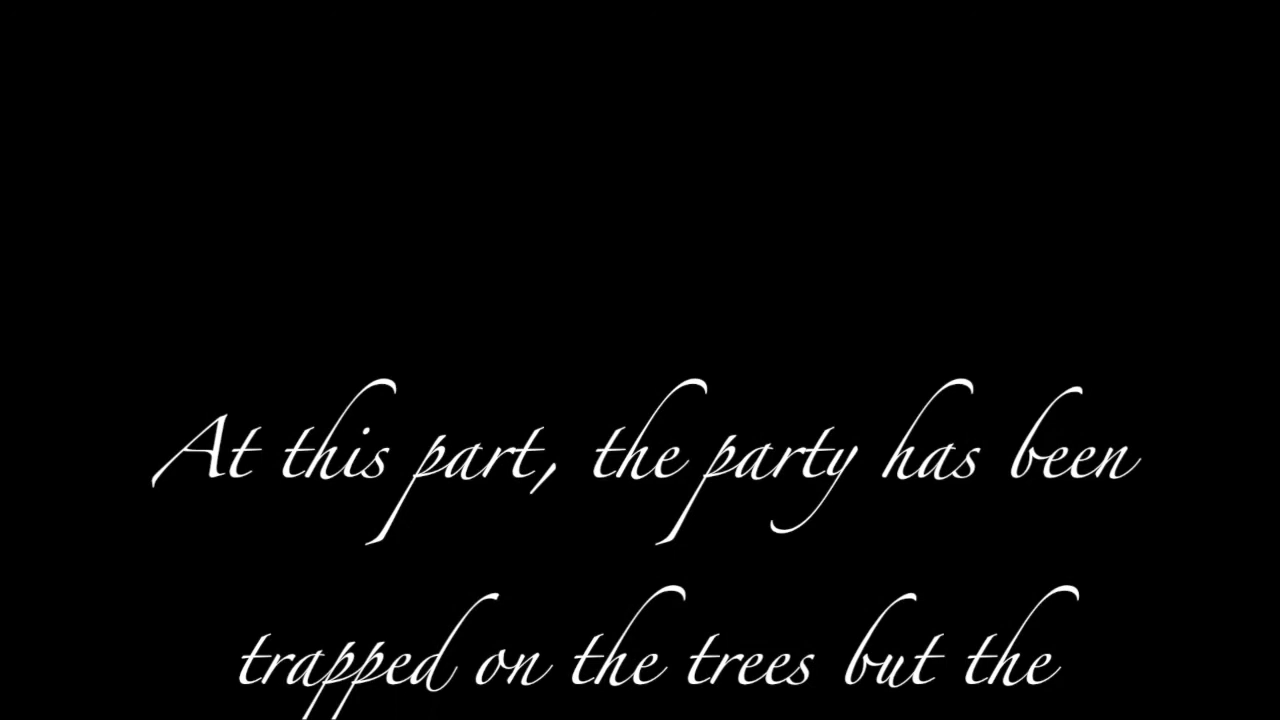 At this part, the party has been
trapped on the trees but the